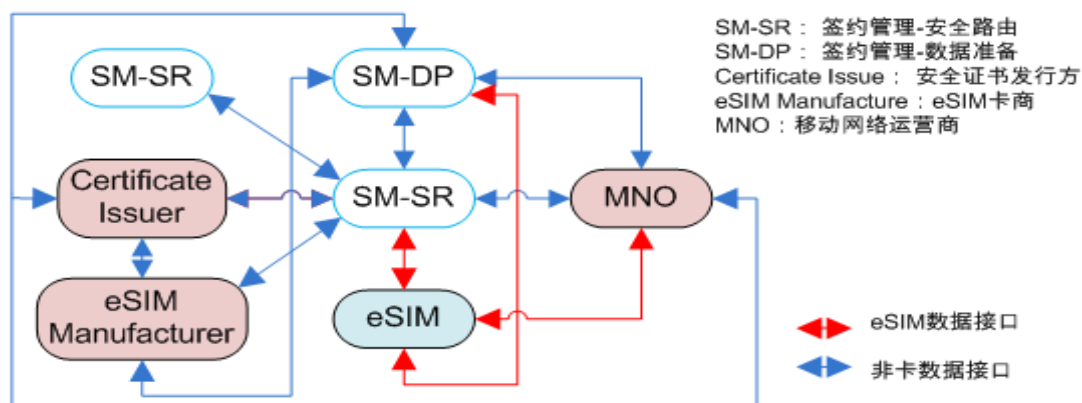 SM-SR
SM-DP
Certificate
Issuer
SM-SR
MNO
eSIM
Manufacturer
eSIM
SM-SR： 签约管理-安全路由
SM-DP： 签约管理-数据准备
Certificate Issue： 安全证书发行方
eSIM Manufacture：eSIM卡商
MNO：移动网络运营商
eSIM数据接口
非卡数据接口